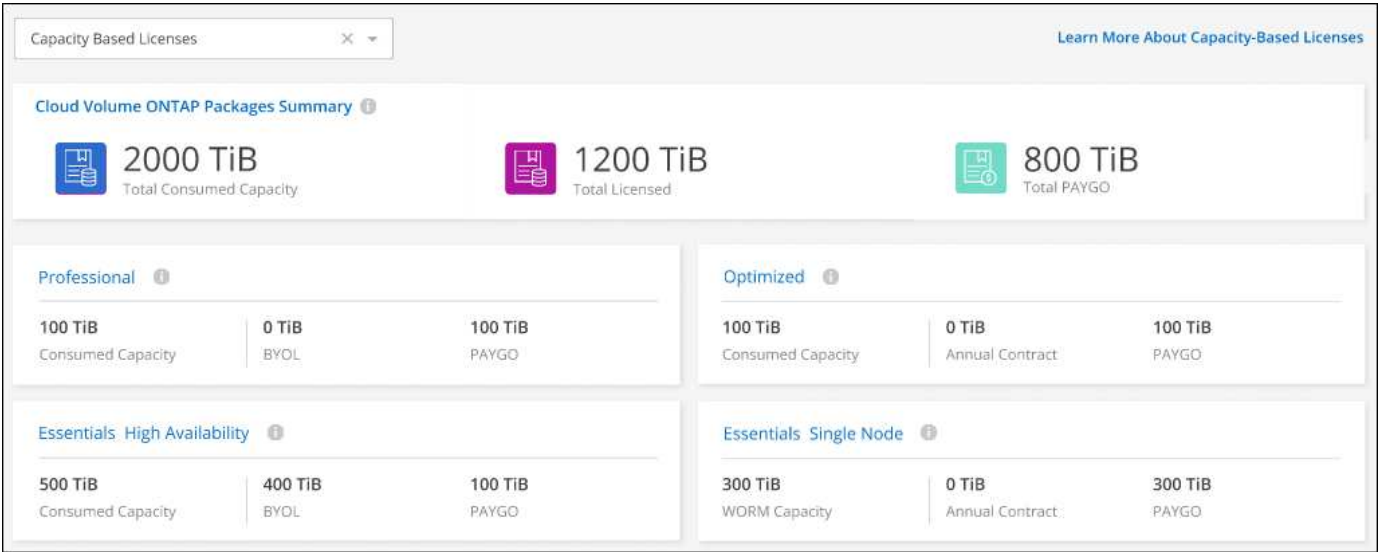 Capacity Based Licenses
Learn More About Capacity-Based Licenses
Cloud Volume ONTAP Packages Summary
2000 TiB
Total Consumed Capacity
1200 TiB
Total Licensed
800 TiB
Total PAYGO
Professional
100 TiB
Consumed Capacity
0 TiB
BYOL
100 TiB
PAYGO
Optimized
100 TiB
Consumed Capacity
0 TiB
Annual Contract
100 TiB
PAYGO
Essentials High Availability
500 TiB
Consumed Capacity
400 TiB
BYOL
100 TiB
PAYGO
Essentials Single Node
300 TiB
WORM Capacity
0 TiB
Annual Contract
300 TiB
PAYGO